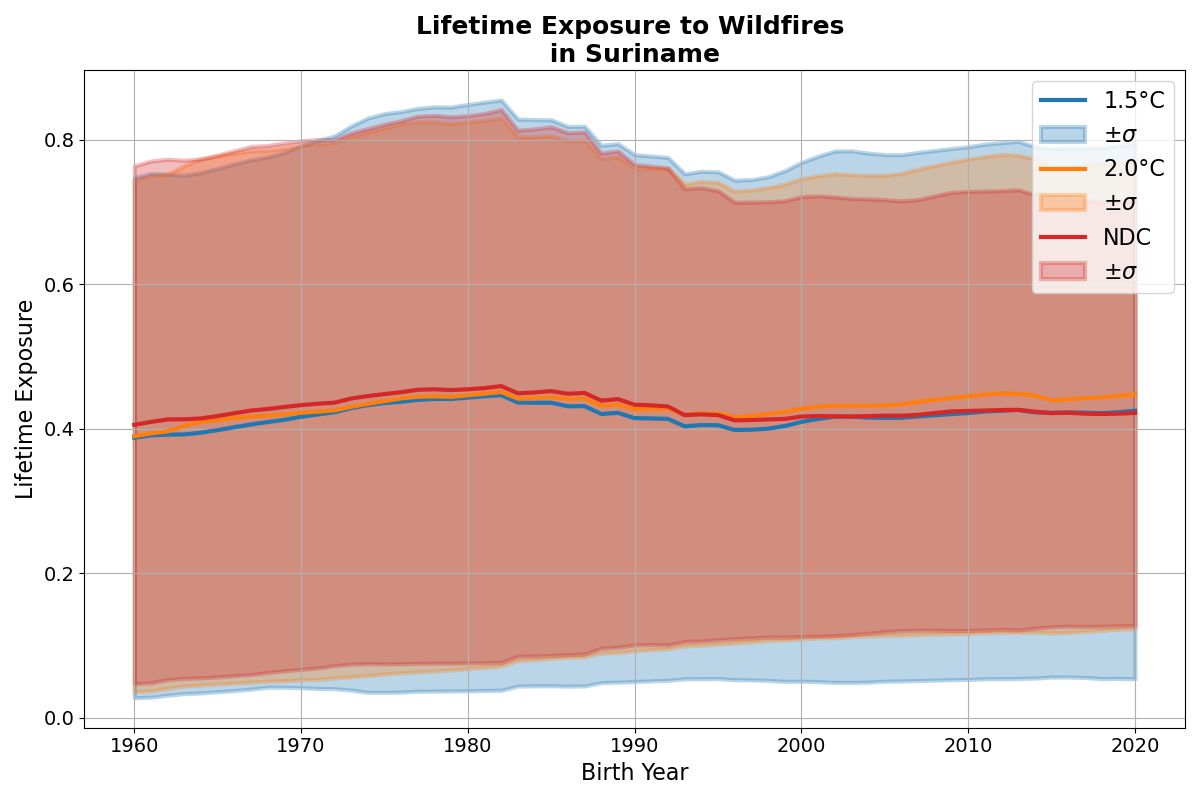 Lifetime Exposure to Wildfires
in Suriname
1.5°C
±σ
2.0°C
±σ
NDC
±σ
Lifetime Exposure
0.8
0.6
0.4
0.2
0.0
1960 1970 1980 1990 2000 2010 2020
Birth Year